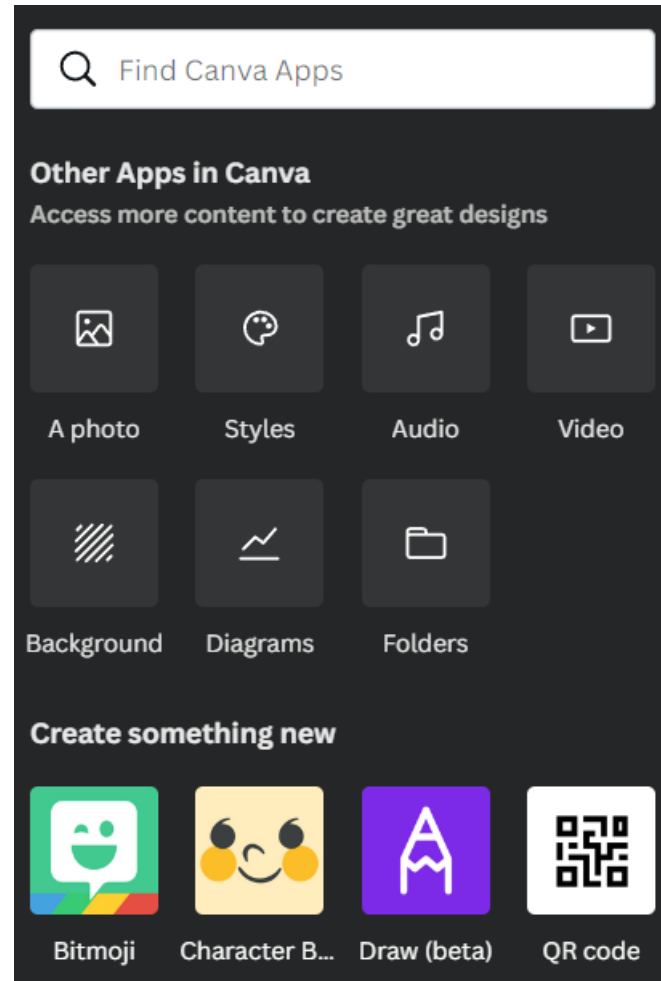 Find Canva Apps
Other Apps in Canva
Access more content to create great designs
A photo Styles Audio Video
Background Diagrams Folders
Create something new
Bitmoji Character B... Draw (beta) QR code